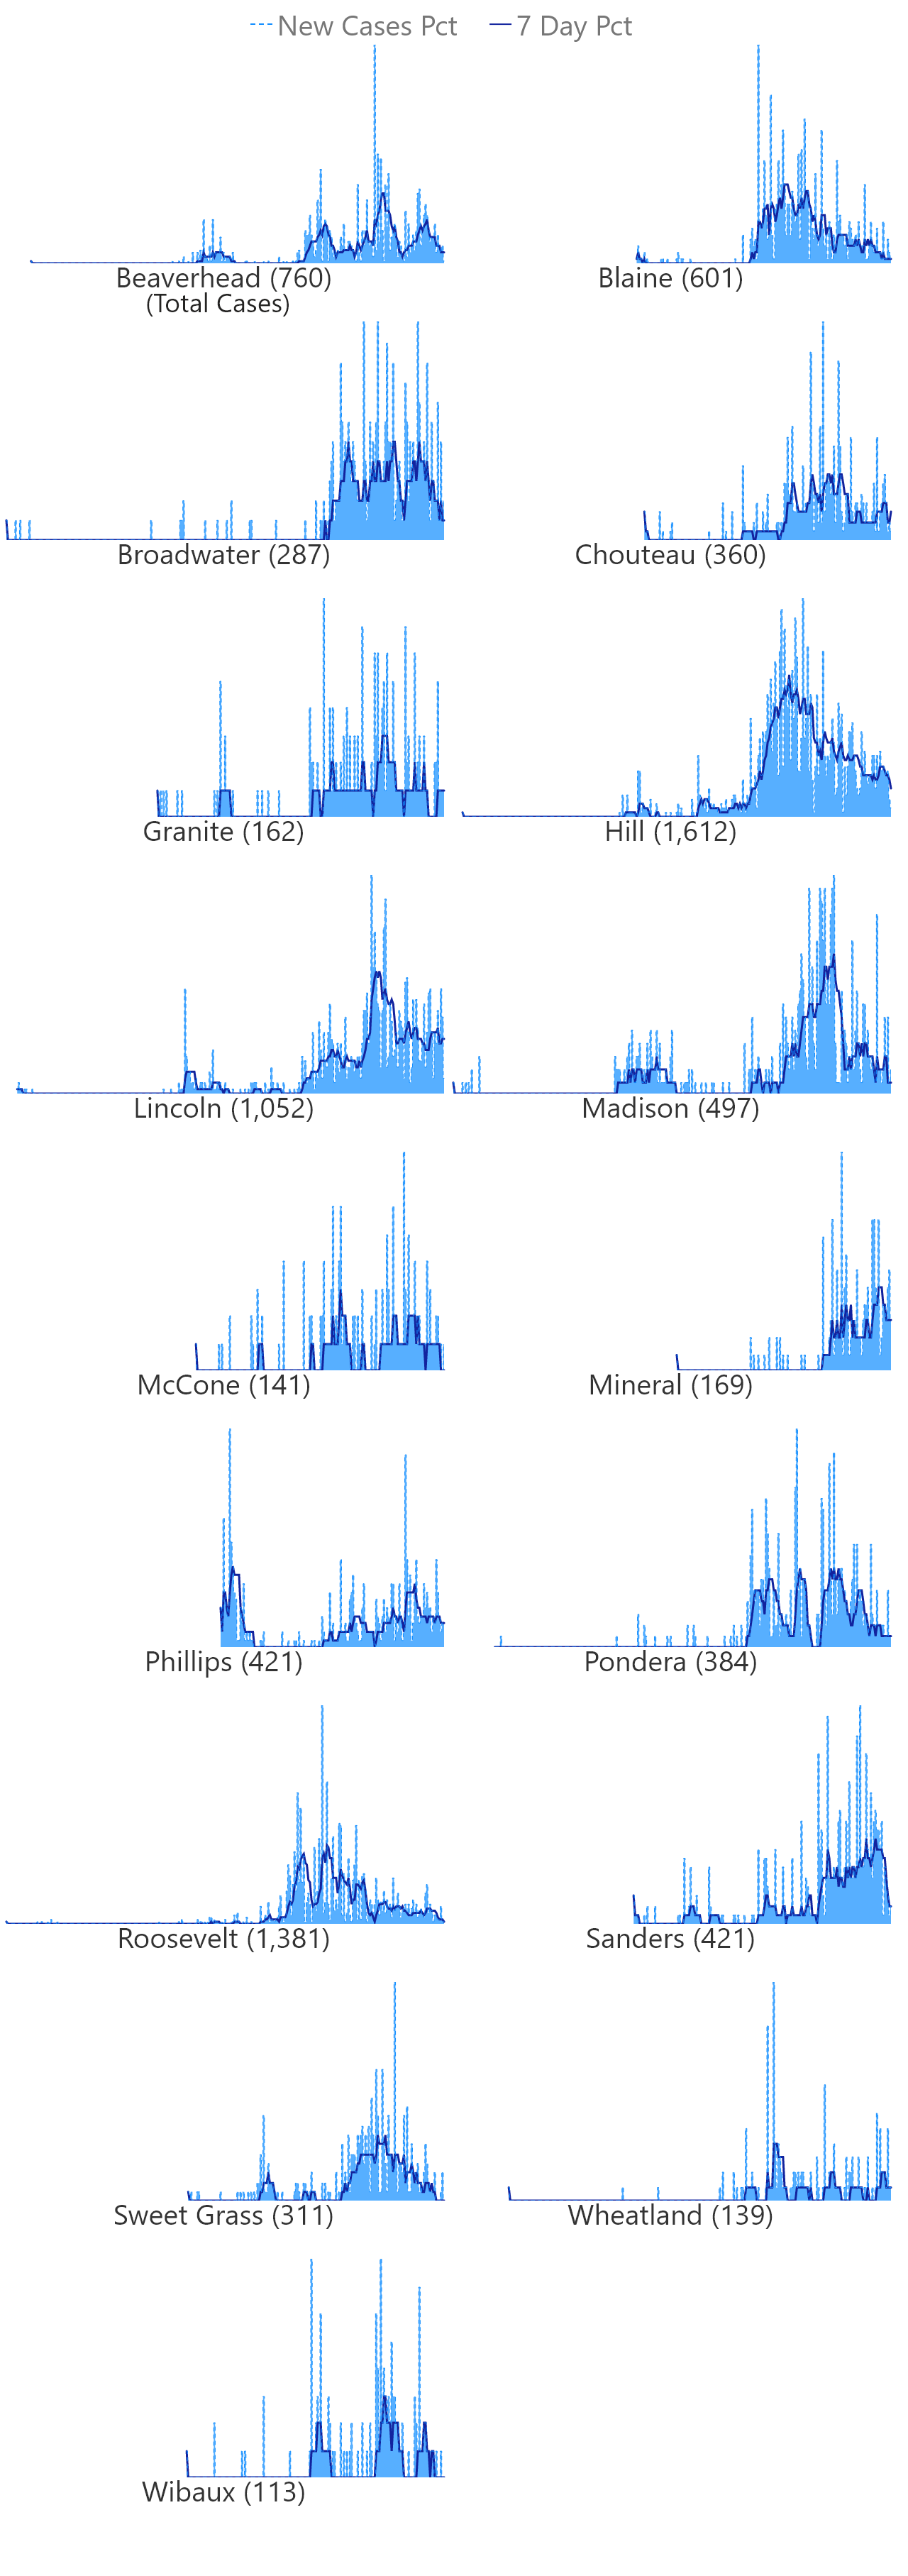 New Cases Pct 7 Day Pct
Beaverhead (760)
(Total Cases)
Blaine (601)
Broadwater (287)
Chouteau (360)
Granite (162)
Hill (1,612)
Lincoln (1,052)
Madison (497)
McCone (141)
Mineral (169)
Phillips (421)
Pondera (384)
Roosevelt (1,381)
Sanders (421)
Sweet Grass (311)
Wheatland (139)
Wibaux (113)